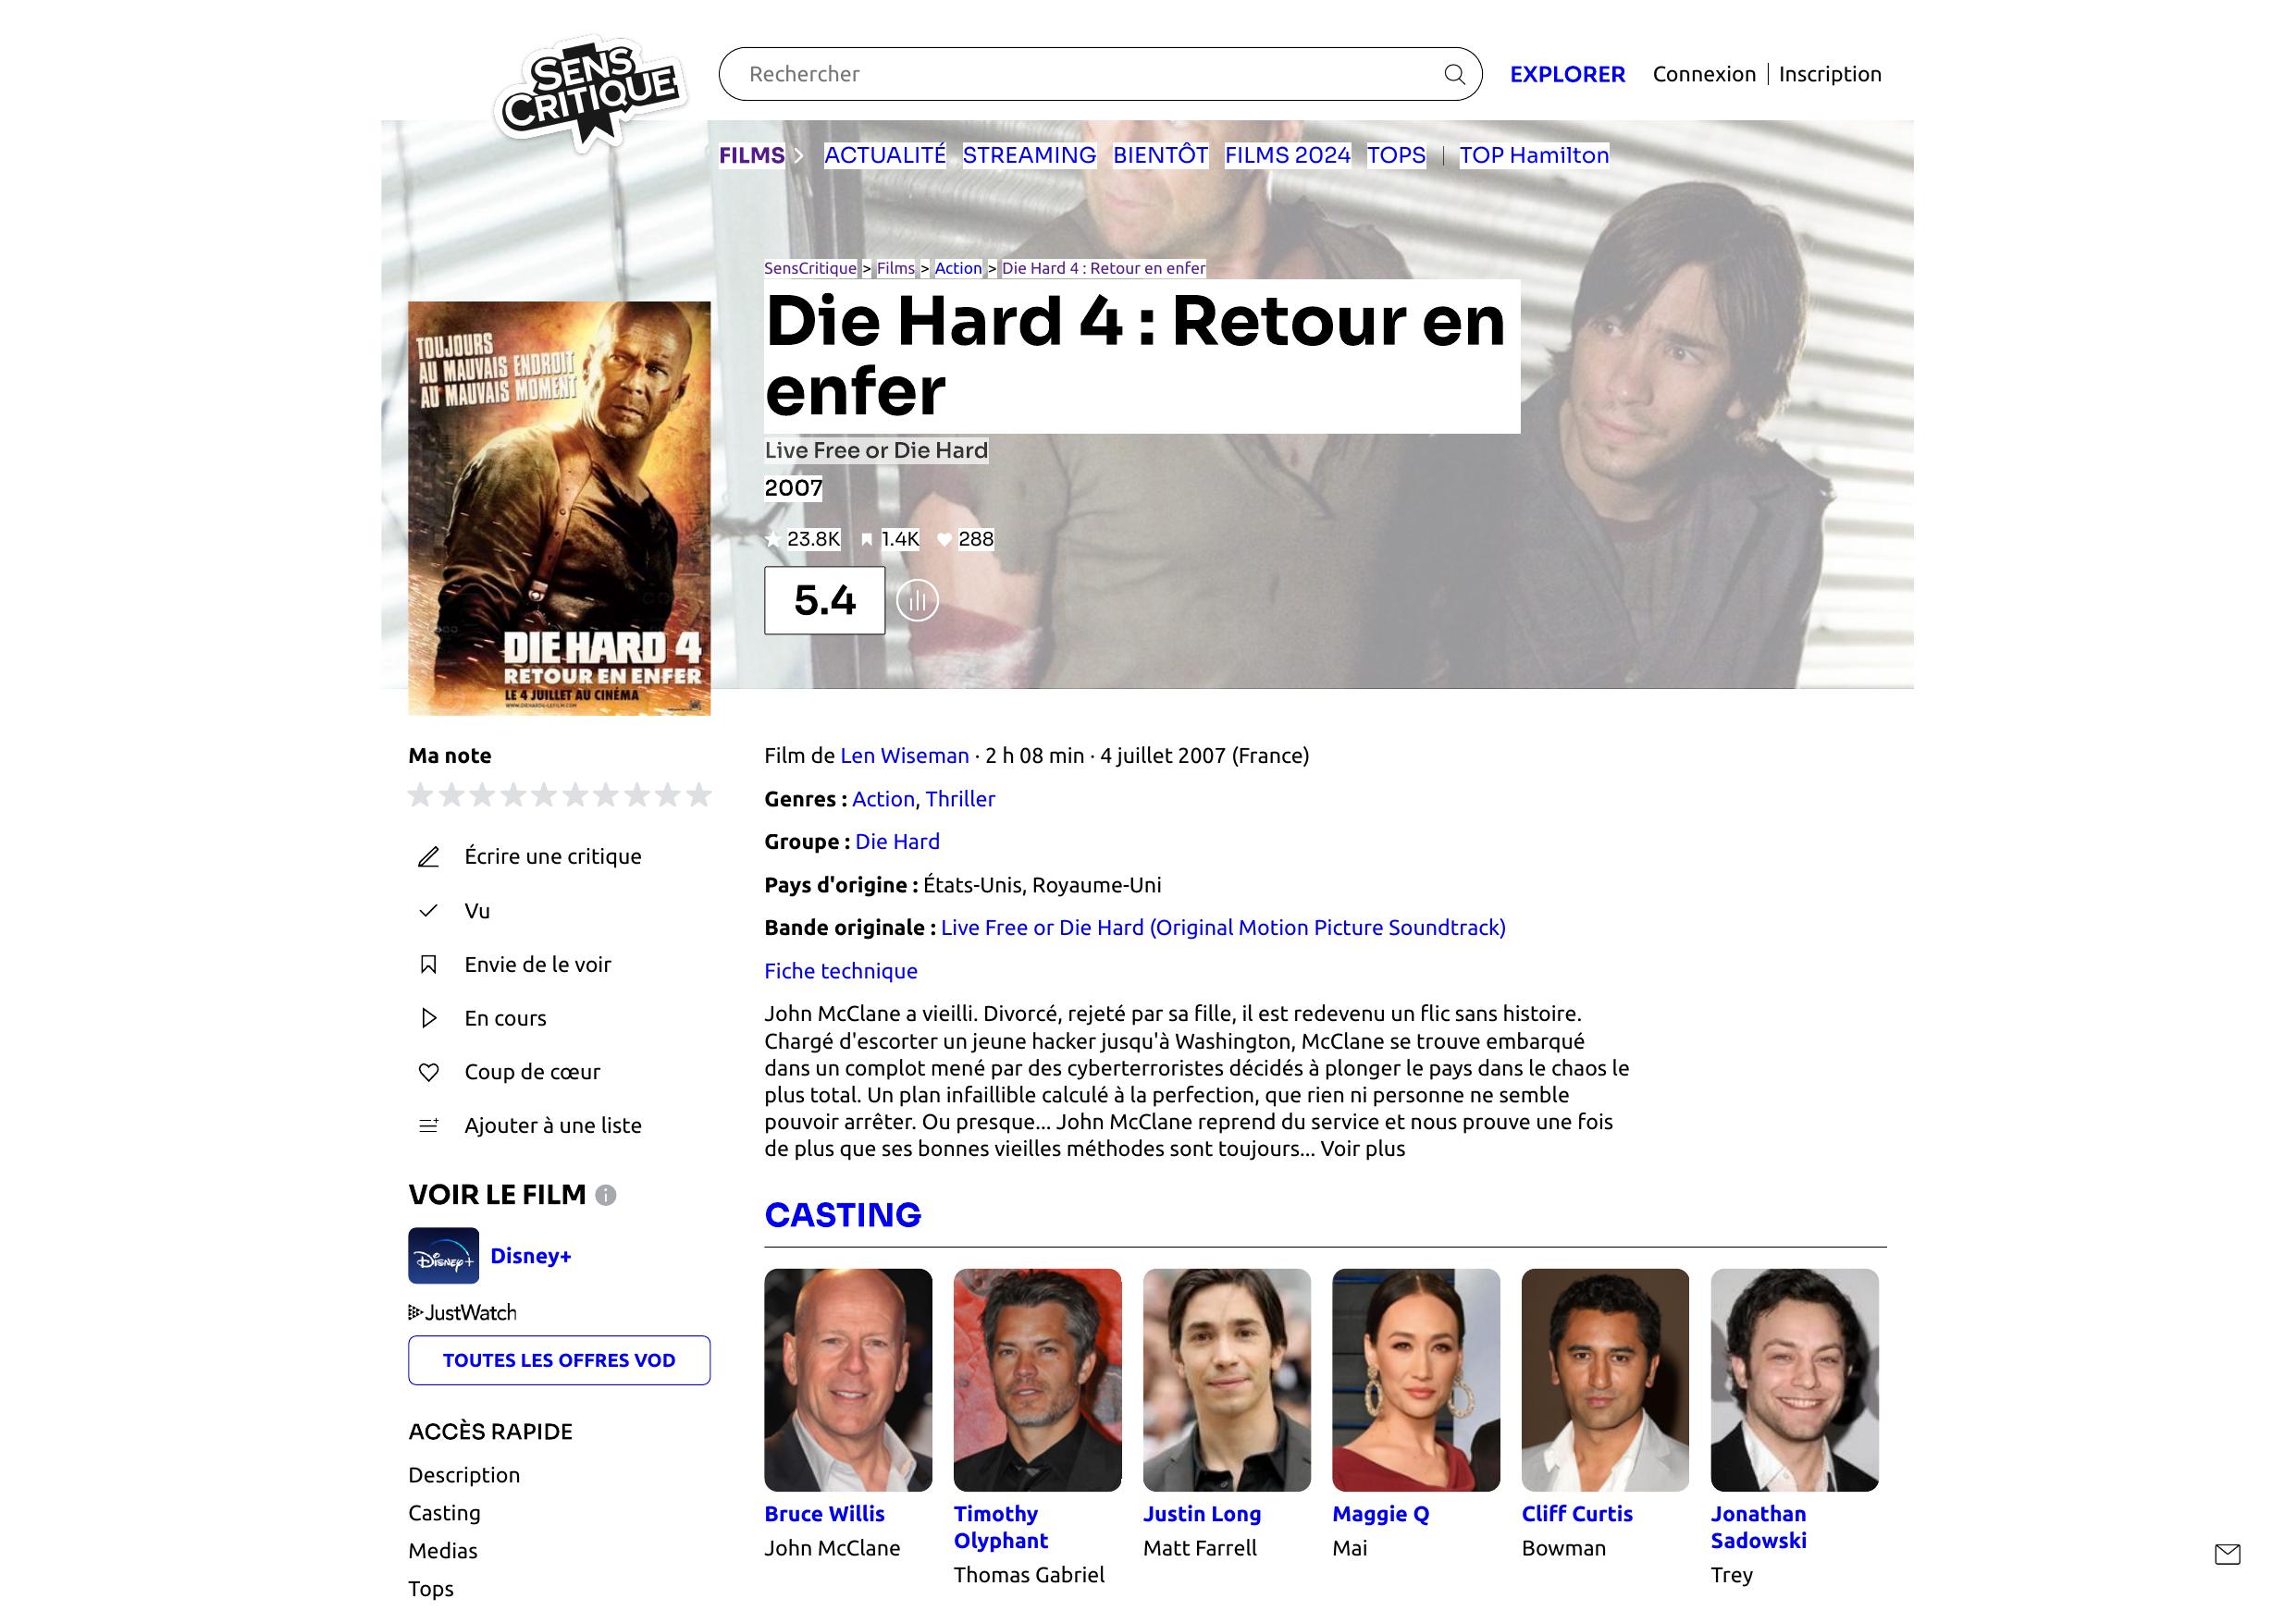 SENS
CRITIQUE
Rechercher
EXPLORER
Connexion
Inscription
FILMS
ACTUALITÉ
STREAMING
BIENTÔT
FILMS 2024
TOPS
TOP Hamilton
SensCritique > Films > Action > Die Hard 4 : Retour en enfer
Die Hard 4 : Retour en
enfer
Live Free or Die Hard
2007
23.8K
1.4K
288
5.4
TOUJOURS
AU MAUVAIS ENDROIT
AU MAUVAIS MOMENT
DIE HARD 4
RETOUR EN ENFER
LE 4 JUILLET AU CINÉMA
Ma note
Écrire une critique
Vu
Envie de le voir
En cours
Coup de cœur
Ajouter à une liste
VOIR LE FILM
Disney+
Disney+
JustWatch
TOUTES LES OFFRES VOD
ACCÈS RAPIDE
Description
Casting
Medias
Tops
Film de Len Wiseman · 2 h 08 min · 4 juillet 2007 (France)
Genres : Action, Thriller
Groupe : Die Hard
Pays d'origine : États-Unis, Royaume-Uni
Bande originale : Live Free or Die Hard (Original Motion Picture Soundtrack)
Fiche technique
John McClane a vieilli. Divorcé, rejeté par sa fille, il est redevenu un flic sans histoire.
Chargé d'escorter un jeune hacker jusqu'à Washington, McClane se trouve embarqué
dans un complot mené par des cyberterroristes décidés à plonger le pays dans le chaos le
plus total. Un plan infaillible calculé à la perfection, que rien ni personne ne semble
pouvoir arrêter. Ou presque... John McClane reprend du service et nous prouve une fois
de plus que ses bonnes vieilles méthodes sont toujours... Voir plus
CASTING
Bruce Willis
John McClane
Timothy
Olyphant
Thomas Gabriel
Justin Long
Matt Farrell
Maggie Q
Mai
Cliff Curtis
Bowman
Jonathan
Sadowski
Trey